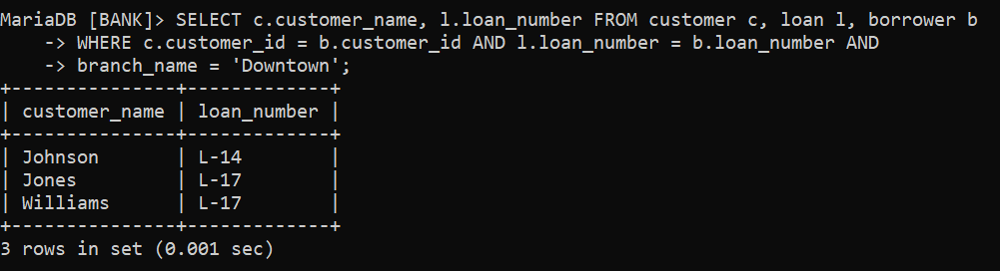 MariaDB [BANK]> SELECT c.customer_name, l.loan_number FROM customer c, loan l, borrower b
    -> WHERE c.customer_id = b.customer_id AND l.loan_number = b.loan_number AND
    -> branch_name = 'Downtown';
+---------------+-------------+
| customer_name | loan_number |
+---------------+-------------+
| Johnson       | L-14        |
| Jones         | L-17        |
| Williams      | L-17        |
+---------------+-------------+
3 rows in set (0.001 sec)